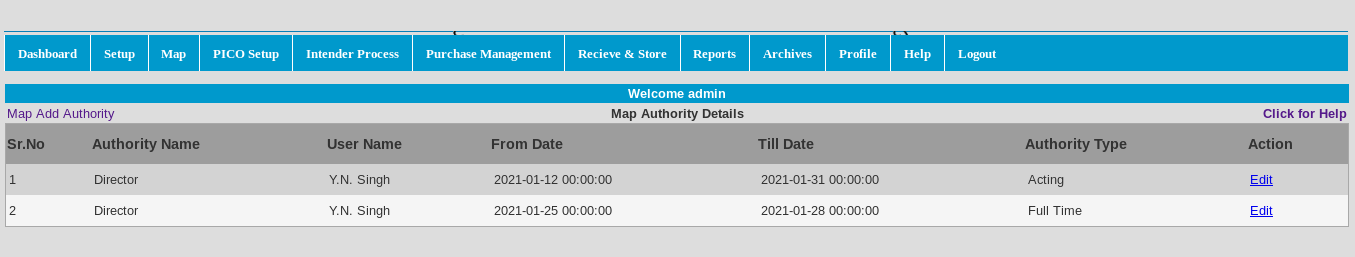 Dashboard Setup Map PICO Setup Intender Process Purchase Management Recieve & Store Reports Archives Profile Help Logout
Welcome admin
Map Add Authority Map Authority Details Click for Help
Sr.No Authority Name User Name From Date Till Date Authority Type Action
1 Director Y.N. Singh 2021-01-12 00:00:00 2021-01-31 00:00:00 Acting Edit
2 Director Y.N. Singh 2021-01-25 00:00:00 2021-01-28 00:00:00 Full Time Edit